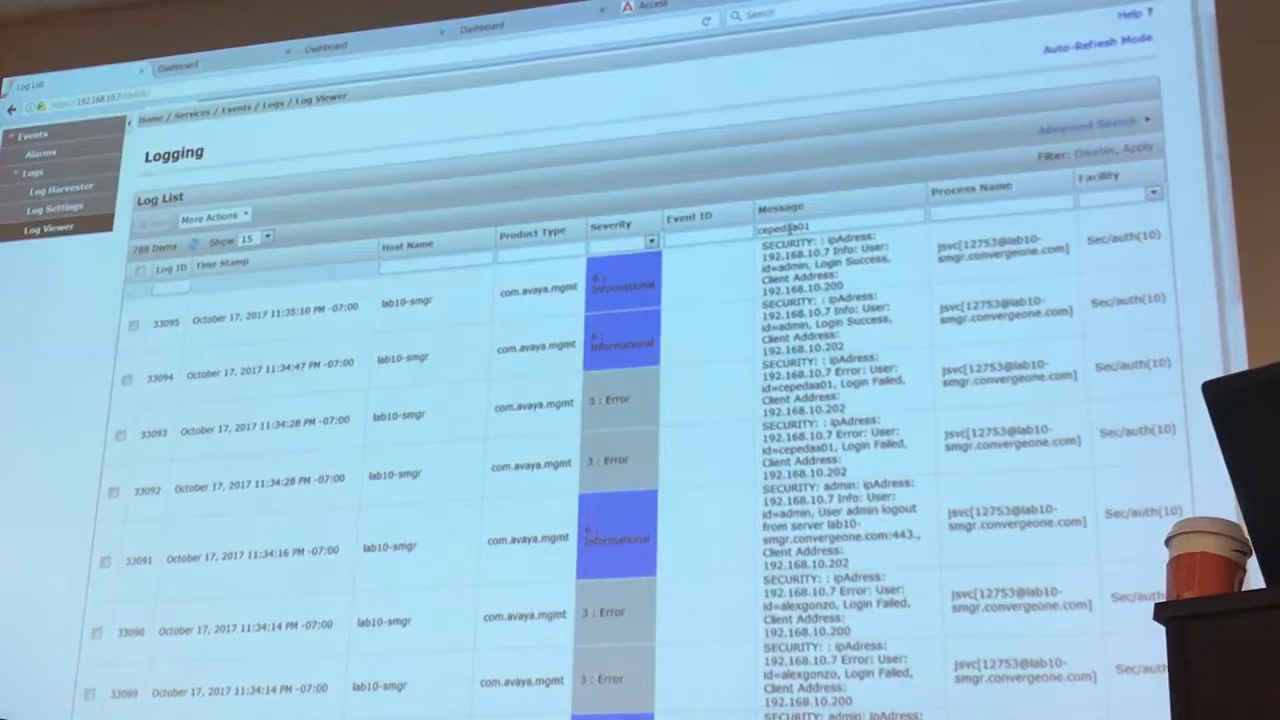 Access
Dashboard
Dashboard
Dashboard
Log List
Search
Help ?
Auto-Refresh Mode
192.168.10.7
Home / Services / Events / Logs / Log Viewer
Events
Alarms
Logs
Log Harvester
Log Settings
Log Viewer
Logging
Advanced Search
Filter: Disable, Apply
Log List
More Actions
788 Items Show 15
Log ID Time Stamp Host Name Product Type Severity Event ID Message Process Name Facility
cepedaa01
33095 October 17, 2017 11:35:10 PM -07:00 lab10-smgr com.avaya.mgmt 6 :
Informational
SECURITY: : ipAdress:
192.168.10.7 Info: User:
id=admin, Login Success,
Client Address:
192.168.10.200
jsvc[12753@lab10-
smgr.convergeone.com]
Sec/auth(10)
33094 October 17, 2017 11:34:47 PM -07:00 lab10-smgr com.avaya.mgmt 6 :
Informational
SECURITY: : ipAdress:
192.168.10.7 Info: User:
id=admin, Login Success,
Client Address:
192.168.10.202
jsvc[12753@lab10-
smgr.convergeone.com]
Sec/auth(10)
33093 October 17, 2017 11:34:28 PM -07:00 lab10-smgr com.avaya.mgmt 3 : Error
SECURITY: : ipAdress:
192.168.10.7 Error: User:
id=cepedaa01, Login Failed,
Client Address:
192.168.10.202
jsvc[12753@lab10-
smgr.convergeone.com]
Sec/auth(10)
33092 October 17, 2017 11:34:28 PM -07:00 lab10-smgr com.avaya.mgmt 3 : Error
SECURITY: : ipAdress:
192.168.10.7 Error: User:
id=cepedaa01, Login Failed,
Client Address:
192.168.10.202
jsvc[12753@lab10-
smgr.convergeone.com]
Sec/auth(10)
33091 October 17, 2017 11:34:16 PM -07:00 lab10-smgr com.avaya.mgmt 6 :
Informational
SECURITY: admin: ipAdress:
192.168.10.7 Info: User:
id=admin, User admin logout
from server lab10-
smgr.convergeone.com:443.,
Client Address:
192.168.10.202
jsvc[12753@lab10-
smgr.convergeone.com]
Sec/auth(10)
33090 October 17, 2017 11:34:14 PM -07:00 lab10-smgr com.avaya.mgmt 3 : Error
SECURITY: : ipAdress:
192.168.10.7 Error: User:
id=alexgonzo, Login Failed,
Client Address:
192.168.10.200
jsvc[12753@lab10-
smgr.convergeone.com]
Sec/auth(
33089 October 17, 2017 11:34:14 PM -07:00 lab10-smgr com.avaya.mgmt 3 : Error
SECURITY: : ipAdress:
192.168.10.7 Error: User:
id=alexgonzo, Login Failed,
Client Address:
192.168.10.200
jsvc[12753@lab10-
smgr.convergeone.com]
Sec/auth
SECURITY: admin: ipAdress: